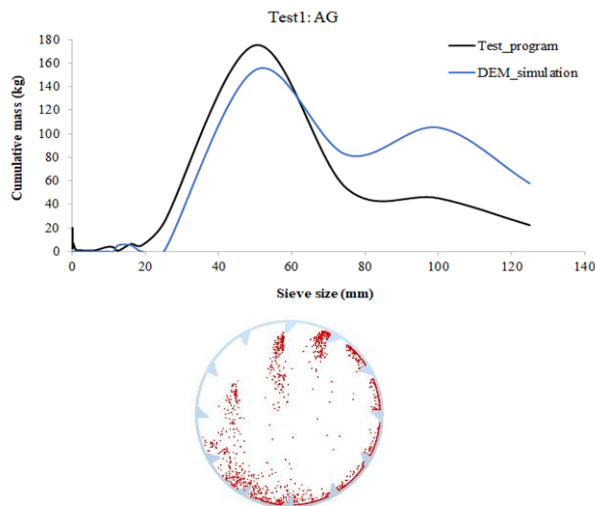 Test1: AG
180
160
140
120
100
80
60
40
20
0
Cumulative mass (kg)
Test_program
DEM_simulation
0 20 40 60 80 100 120 140
Sieve size (mm)